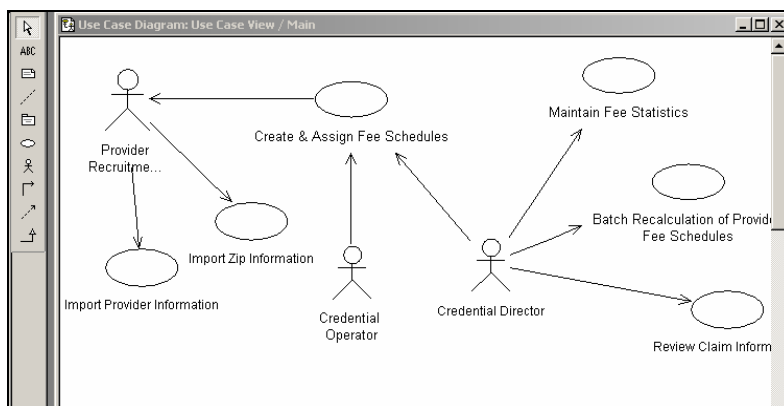 Use Case Diagram: Use Case View / Main
ABC
Maintain Fee Statistics
Create & Assign Fee Schedules
Provider
Recruitme...
Batch Recalculation of Provide
Fee Schedules
Import Zip Information
Import Provider Information
Credential
Operator
Credential Director
Review Claim Inform